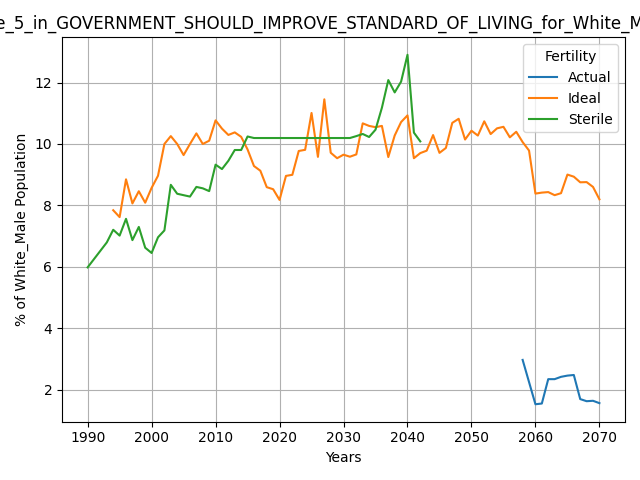 e_5_in_GOVERNMENT_SHOULD_IMPROVE_STANDARD_OF_LIVING_for_White_M
Fertility
Actual
Ideal
Sterile
% of White_Male Population
12
10
8
6
4
2
1990 2000 2010 2020 2030 2040 2050 2060 2070
Years